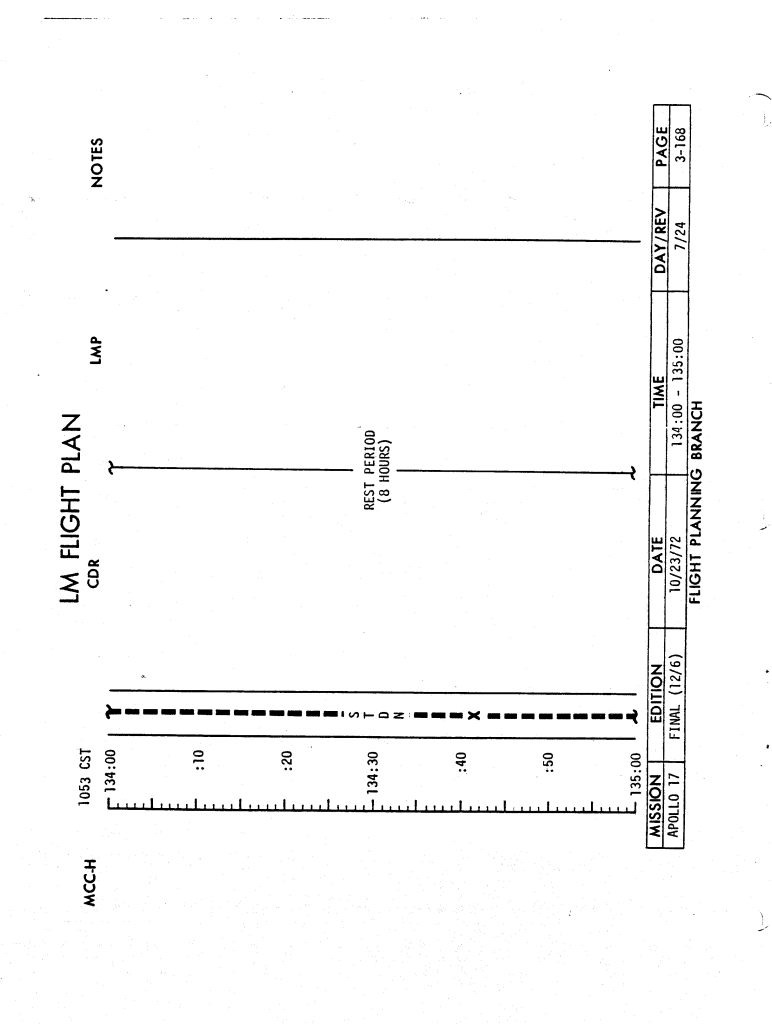 LM FLIGHT PLAN
MCC-H 1053 CST CDR LMP NOTES
134:00
:10
:20
STDN
134:30
REST PERIOD
(8 HOURS)
:40
X
:50
135:00
MISSION EDITION DATE TIME DAY/REV PAGE
APOLLO 17 FINAL (12/6) 10/23/72 134:00 - 135:00 7/24 3-168
FLIGHT PLANNING BRANCH